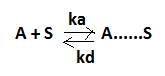 ka
A + S ⇌ A......S
kd